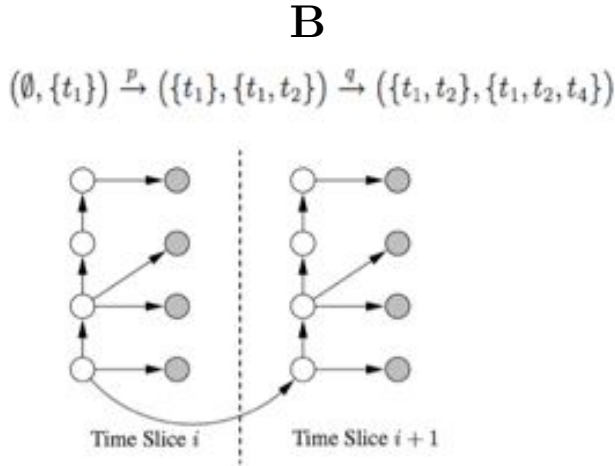 B
(∅, {t₁}) →ᵖ ({t₁}, {t₁, t₂}) →^q ({t₁, t₂}, {t₁, t₂, t₄})
Time Slice i Time Slice i + 1